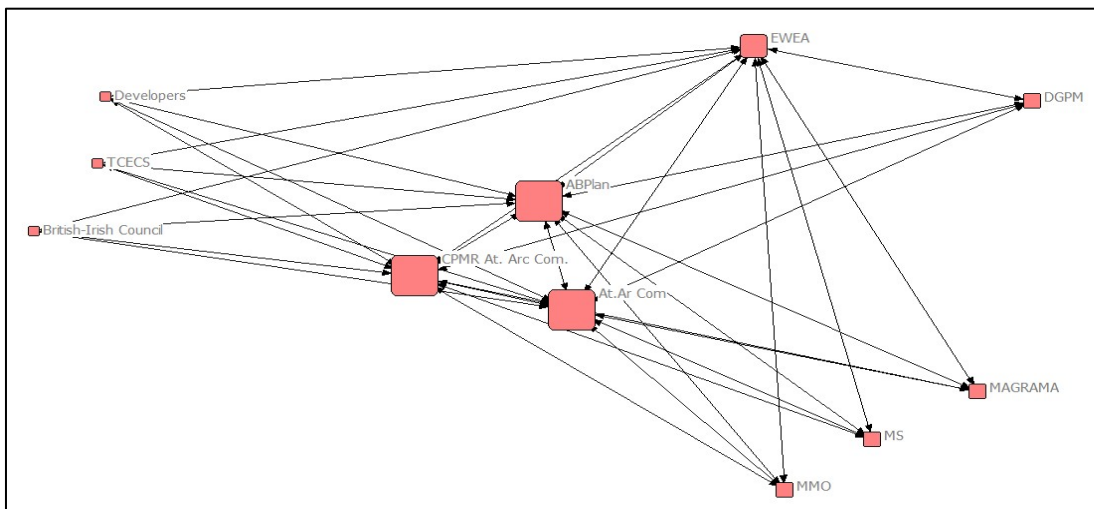 EWEA
Developers
DGPM
TCECS
ABPlan
British-Irish Council
CPMR At. Arc Com.
At.Ar Com
MAGRAMA
MS
MMO